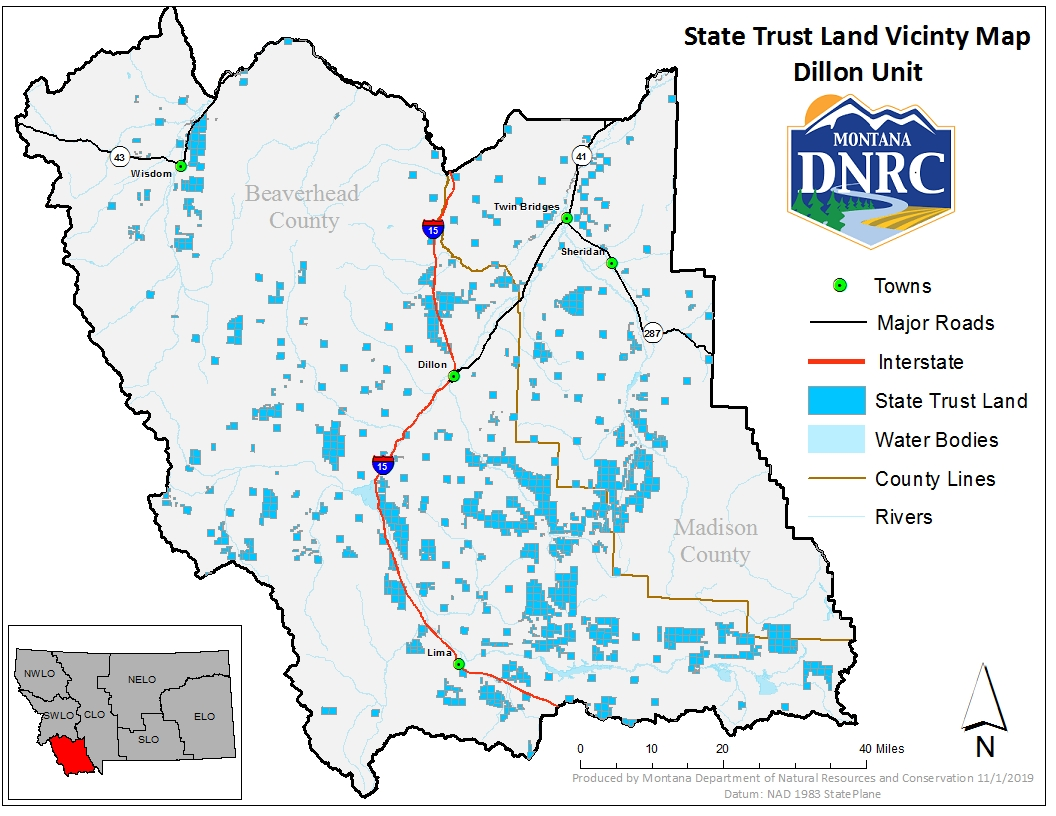 State Trust Land Vicinty Map
Dillon Unit
MONTANA
DNRC
43
Wisdom
Beaverhead
County
41
Twin Bridges
15
Sheridan
287
Dillon
15
Madison
County
Lima
Towns
Major Roads
Interstate
State Trust Land
Water Bodies
County Lines
Rivers
NWLO
SWLO
CLO
NELO
ELO
SLO
N
0 10 20 40 Miles
Produced by Montana Department of Natural Resources and Conservation 11/1/2019
Datum: NAD 1983 StatePlane